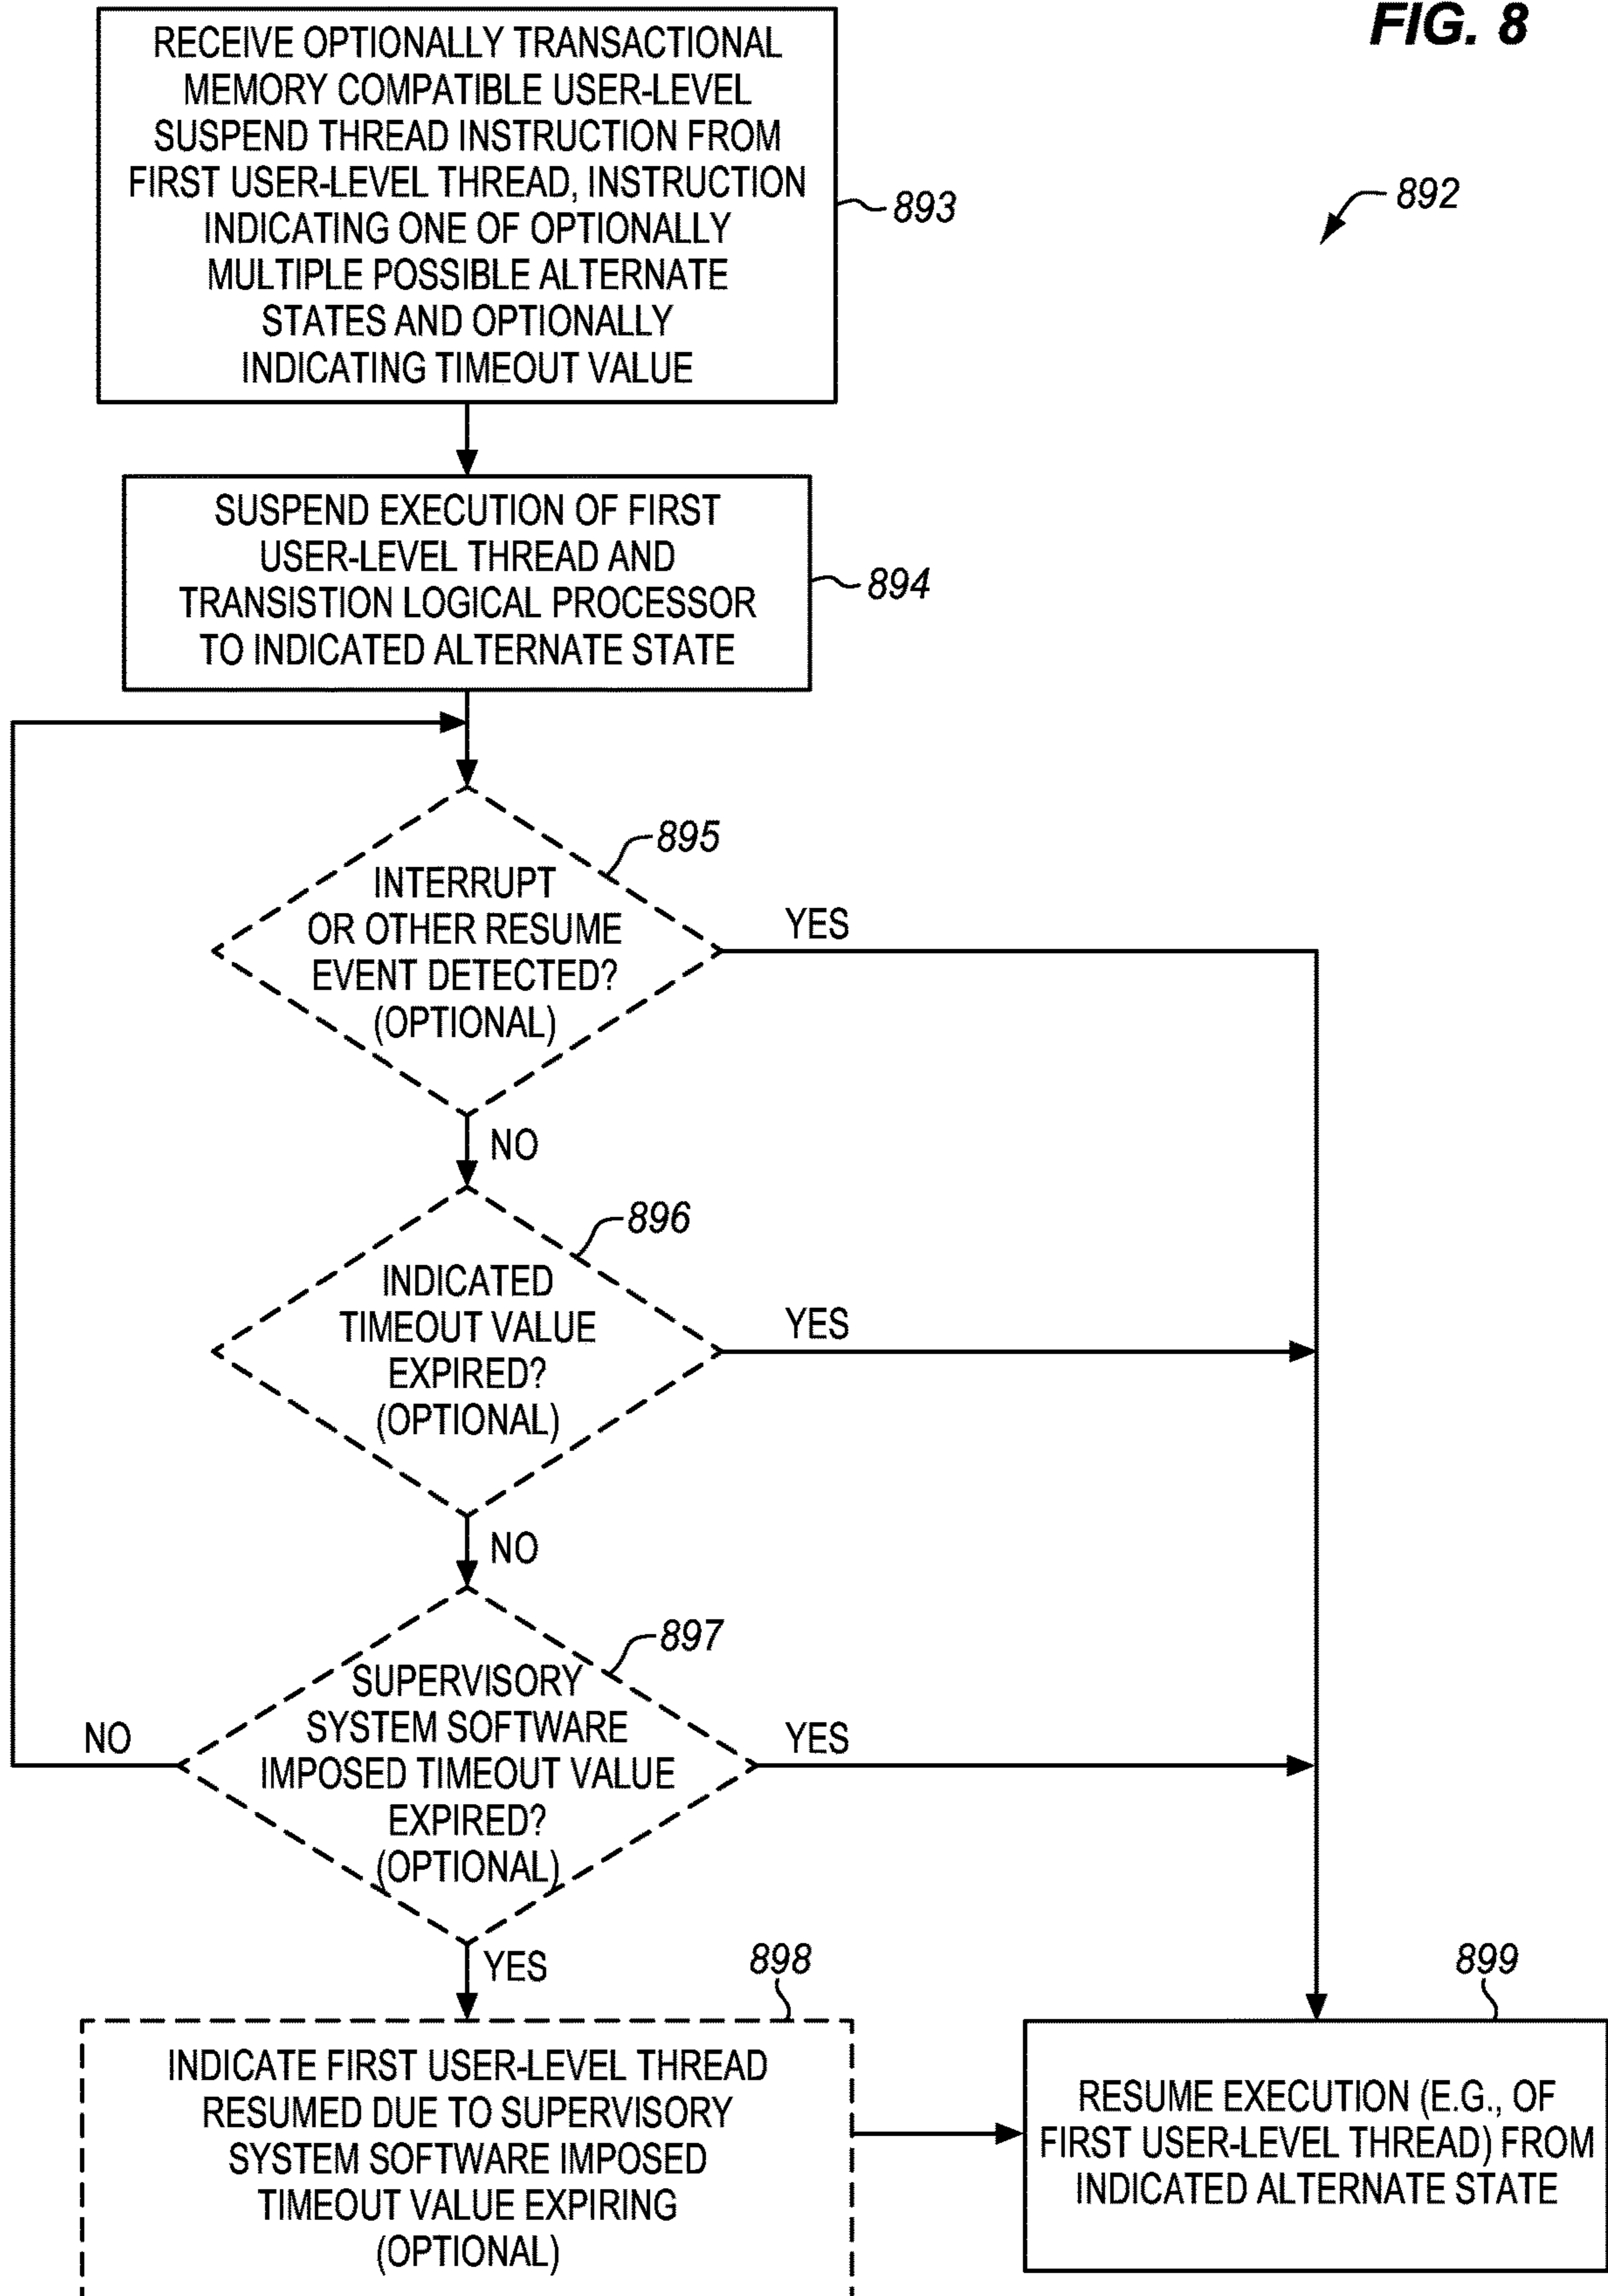 FIG. 8
RECEIVE OPTIONALLY TRANSACTIONAL
MEMORY COMPATIBLE USER-LEVEL
SUSPEND THREAD INSTRUCTION FROM
FIRST USER-LEVEL THREAD, INSTRUCTION
INDICATING ONE OF OPTIONALLY
MULTIPLE POSSIBLE ALTERNATE
STATES AND OPTIONALLY
INDICATING TIMEOUT VALUE
893
892
SUSPEND EXECUTION OF FIRST
USER-LEVEL THREAD AND
TRANSISTION LOGICAL PROCESSOR
TO INDICATED ALTERNATE STATE
894
895
INTERRUPT
OR OTHER RESUME
EVENT DETECTED?
(OPTIONAL)
YES
NO
896
INDICATED
TIMEOUT VALUE
EXPIRED?
(OPTIONAL)
YES
NO
897
SUPERVISORY
SYSTEM SOFTWARE
IMPOSED TIMEOUT VALUE
EXPIRED?
(OPTIONAL)
NO
YES
YES
898
INDICATE FIRST USER-LEVEL THREAD
RESUMED DUE TO SUPERVISORY
SYSTEM SOFTWARE IMPOSED
TIMEOUT VALUE EXPIRING
(OPTIONAL)
899
RESUME EXECUTION (E.G., OF
FIRST USER-LEVEL THREAD) FROM
INDICATED ALTERNATE STATE